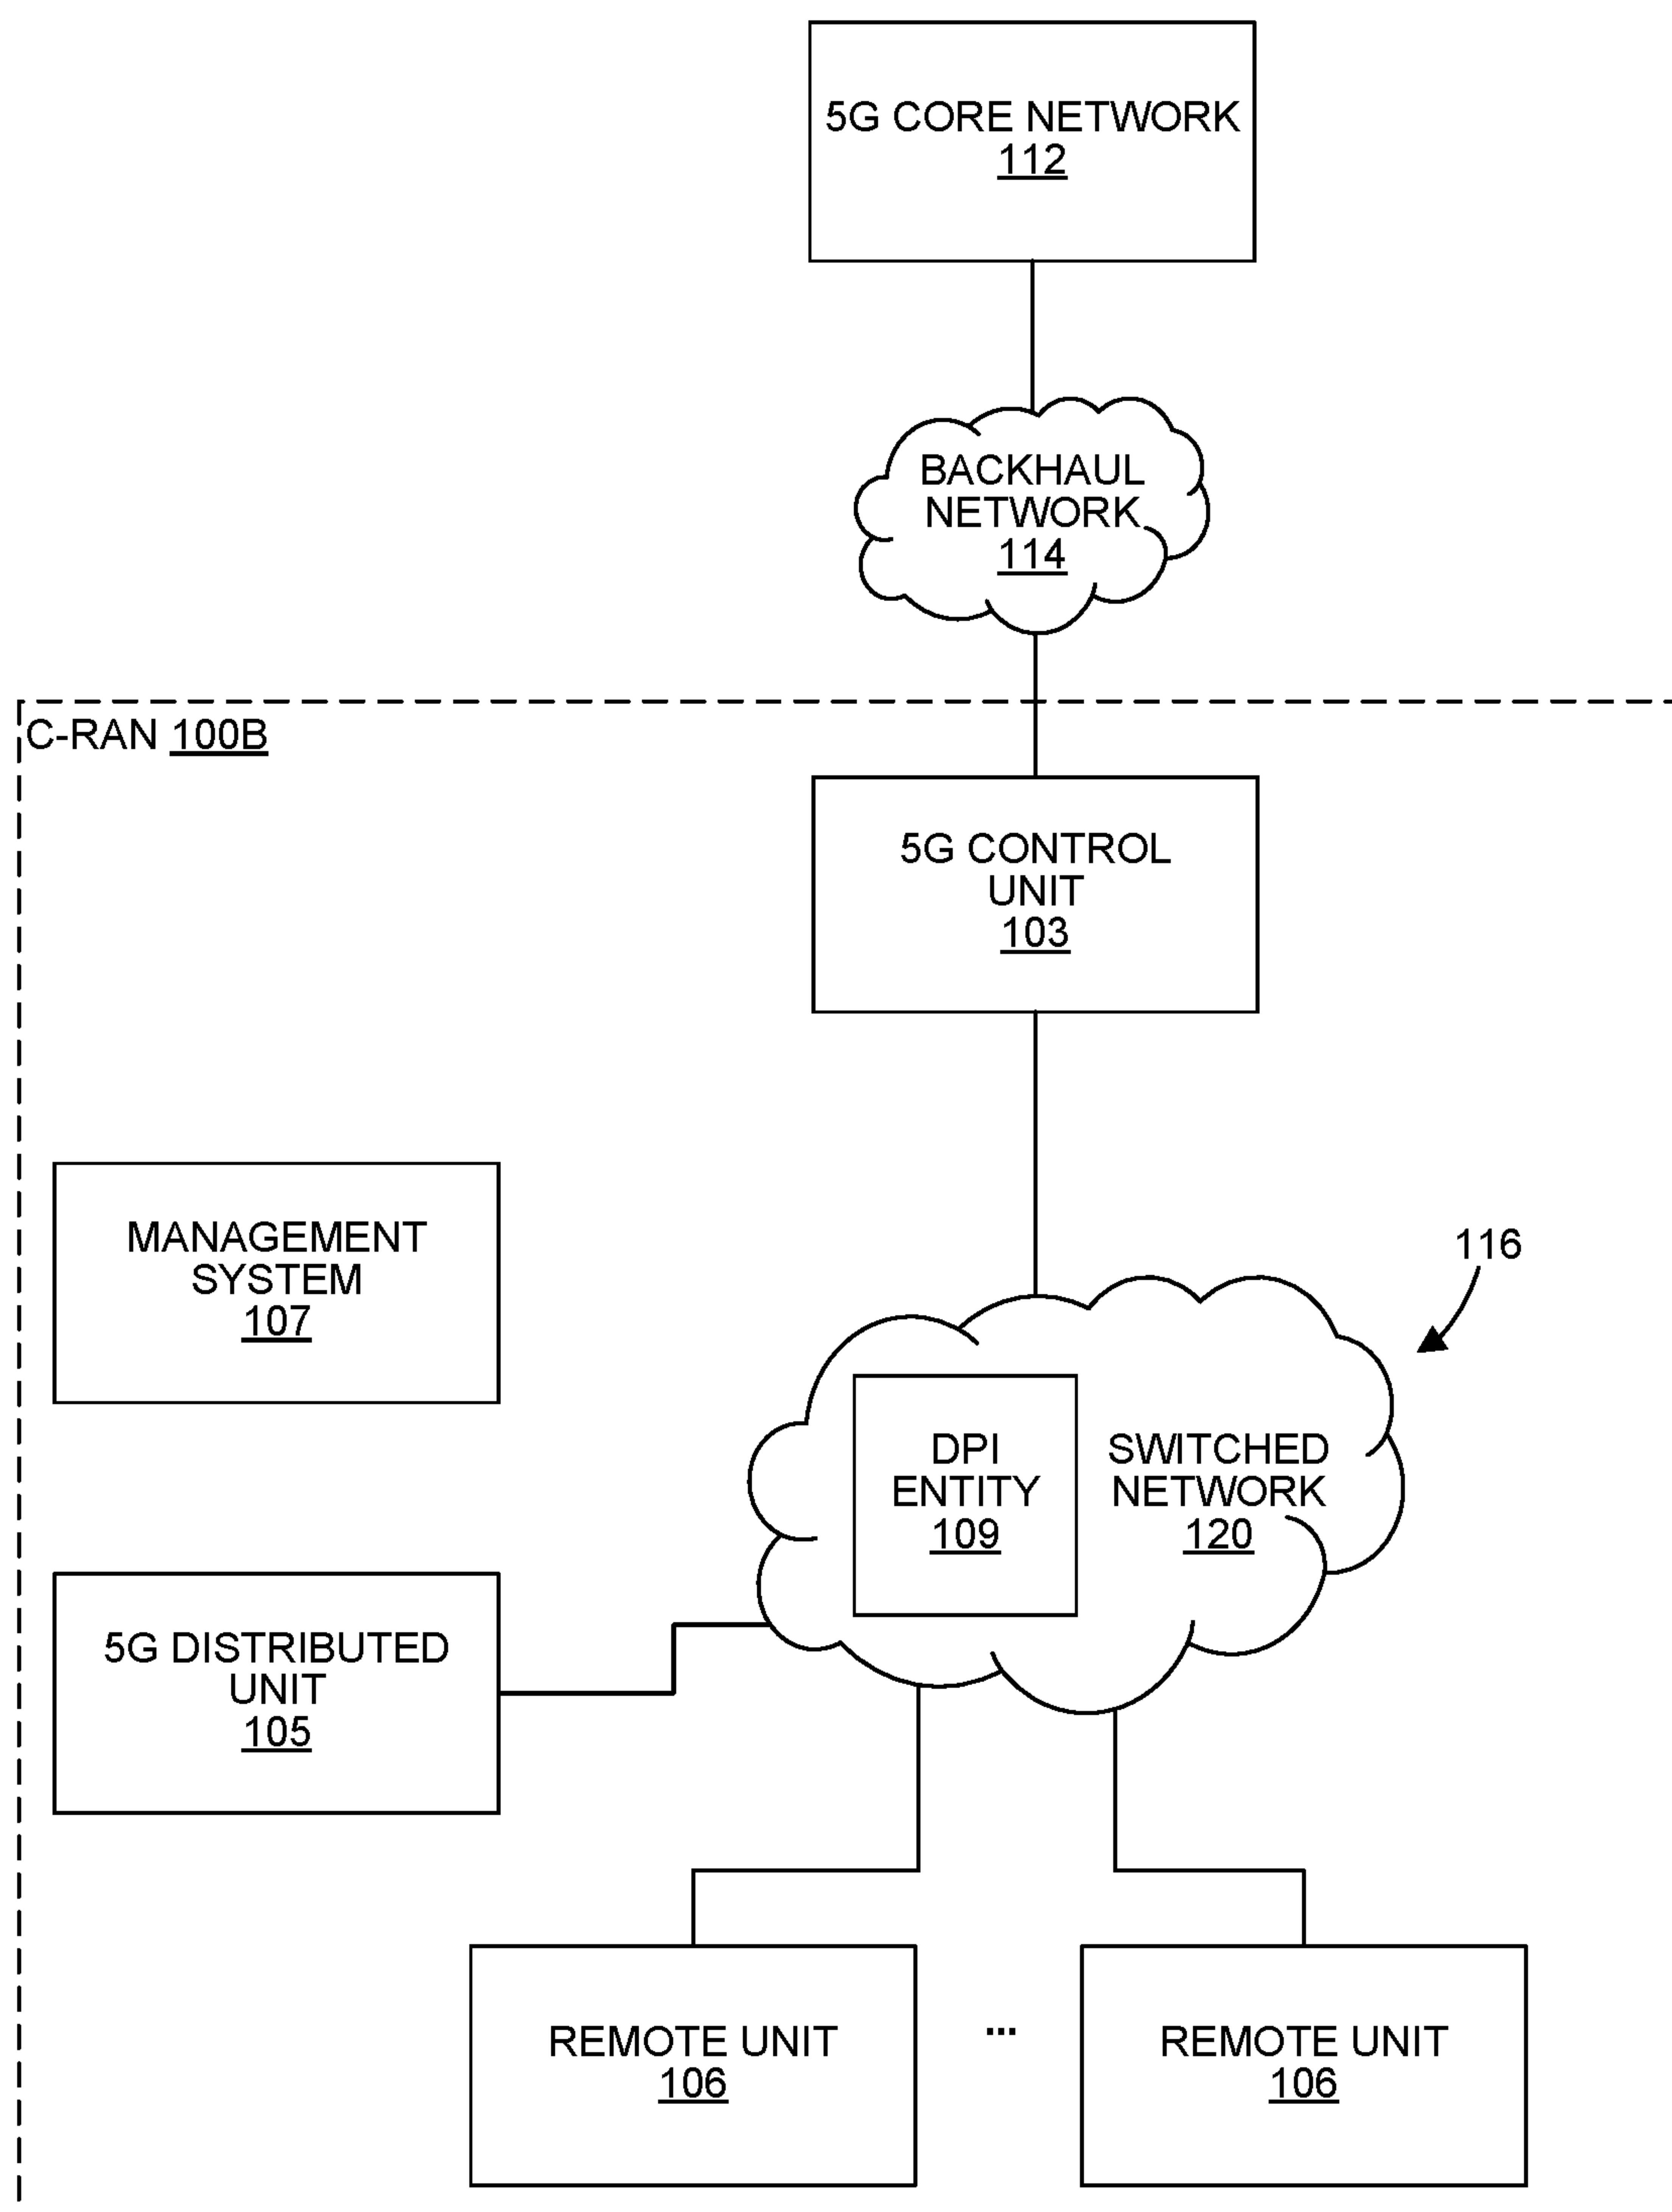 5G CORE NETWORK
112
BACKHAUL
NETWORK
114
C-RAN 100B
5G CONTROL
UNIT
103
MANAGEMENT
SYSTEM
107
116
DPI
ENTITY
109
SWITCHED
NETWORK
120
5G DISTRIBUTED
UNIT
105
REMOTE UNIT
106
...
REMOTE UNIT
106